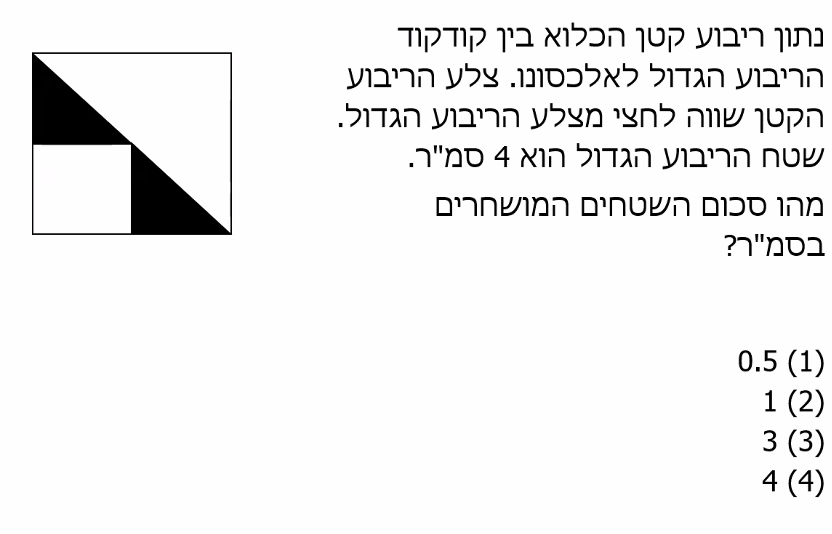 נתון ריבוע קטן הכלוא בין קודקוד
הריבוע הגדול לאלכסונו. צלע הריבוע
הקטן שווה לחצי מצלע הריבוע הגדול.
שטח הריבוע הגדול הוא 4 סמ"ר.
מהו סכום השטחים המושחרים
בסמ"ר?
(1) 0.5
(2) 1
(3) 3
(4) 4